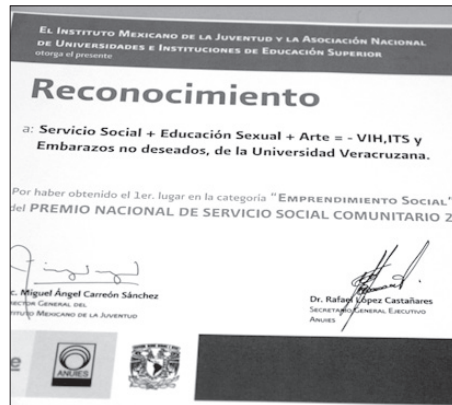 El Instituto Mexicano de la Juventud y la Asociación Nacional
de Universidades e Instituciones de Educación Superior
otorga el presente
Reconocimiento
a: Servicio Social + Educación Sexual + Arte = - VIH,ITS y
Embarazos no deseados, de la Universidad Veracruzana.
Por haber obtenido el 1er. lugar en la categoria "Emprendimiento Social"
del PREMIO NACIONAL DE SERVICIO SOCIAL COMUNITARIO 2
c. Miguel Ángel Carreón Sánchez
Director General del
Instituto Mexicano de la Juventud
Dr. Rafael López Castañares
Secretario General Ejecutivo
Anuies
ANUIES